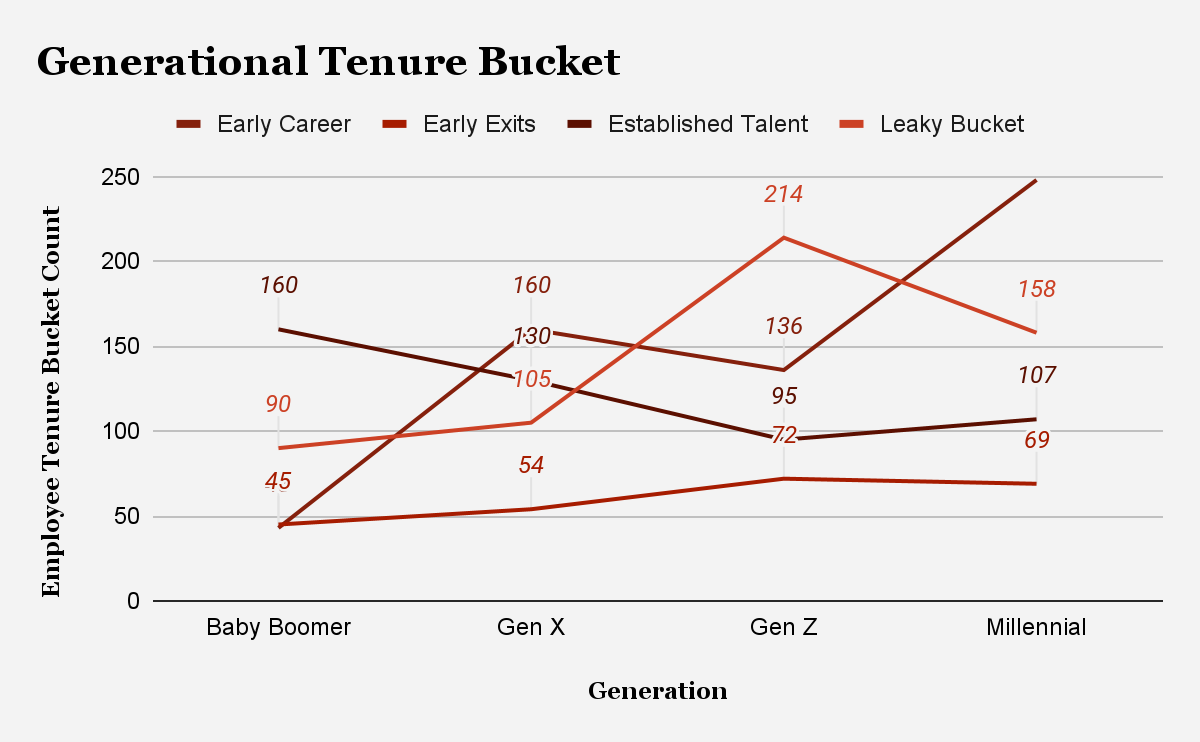 Generational Tenure Bucket
Early Career Early Exits Established Talent Leaky Bucket
Employee Tenure Bucket Count
250
200
150
100
50
0
214
160 160 158
136
130
107
105
95
90
72
69
54
45
Baby Boomer Gen X Gen Z Millennial
Generation